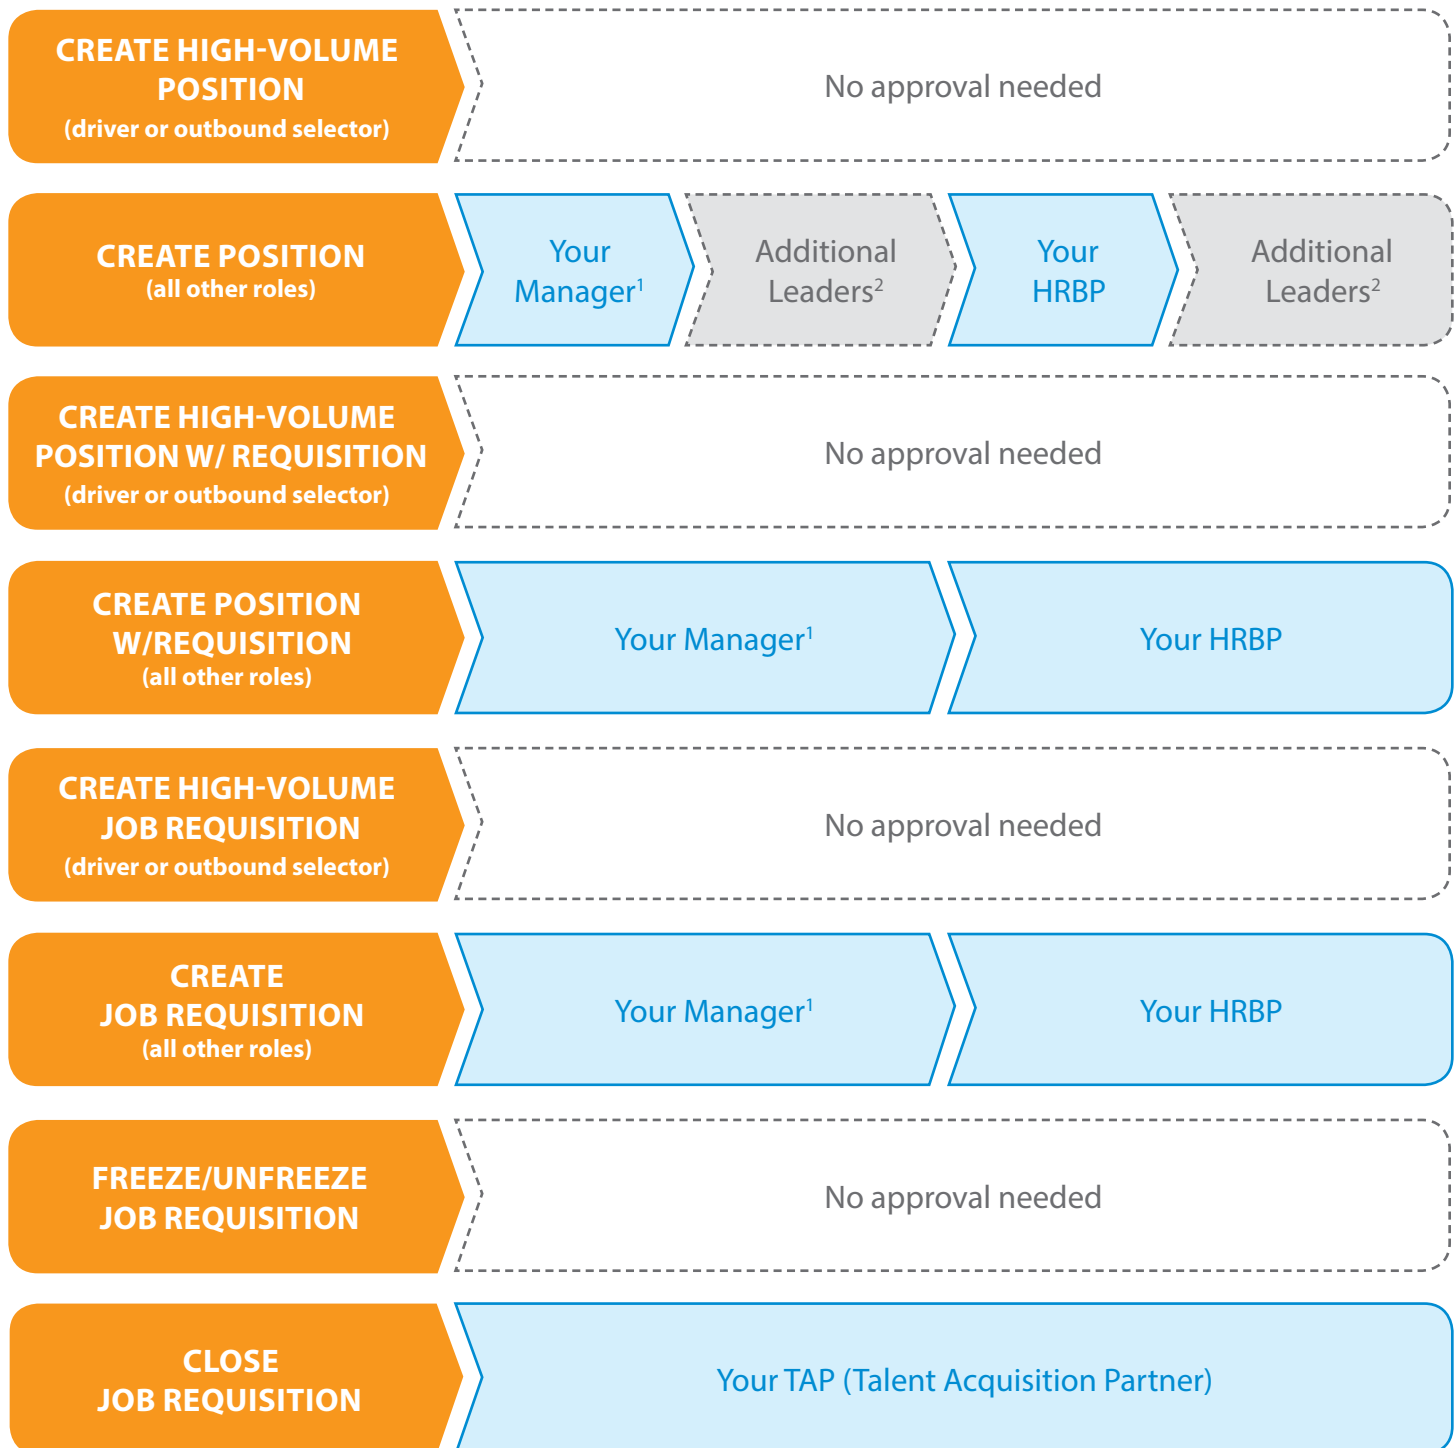 CREATE HIGH-VOLUME
POSITION
(driver or outbound selector)
No approval needed
CREATE POSITION
(all other roles)
Your
Manager¹
Additional
Leaders²
Your
HRBP
Additional
Leaders²
CREATE HIGH-VOLUME
POSITION W/ REQUISITION
(driver or outbound selector)
No approval needed
CREATE POSITION
W/REQUISITION
(all other roles)
Your Manager¹
Your HRBP
CREATE HIGH-VOLUME
JOB REQUISITION
(driver or outbound selector)
No approval needed
CREATE
JOB REQUISITION
(all other roles)
Your Manager¹
Your HRBP
FREEZE/UNFREEZE
JOB REQUISITION
No approval needed
CLOSE
JOB REQUISITION
Your TAP (Talent Acquisition Partner)